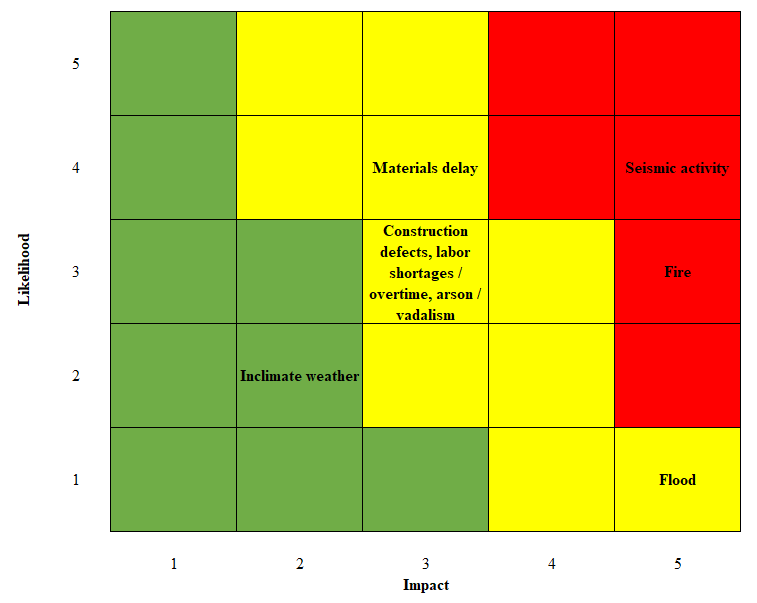 5
4
Materials delay
Seismic activity
Construction
defects, labor
shortages /
overtime, arson /
vadalism
3
Fire
Likelihood
2
Inclimate weather
1
Flood
1 2 3 4 5
Impact